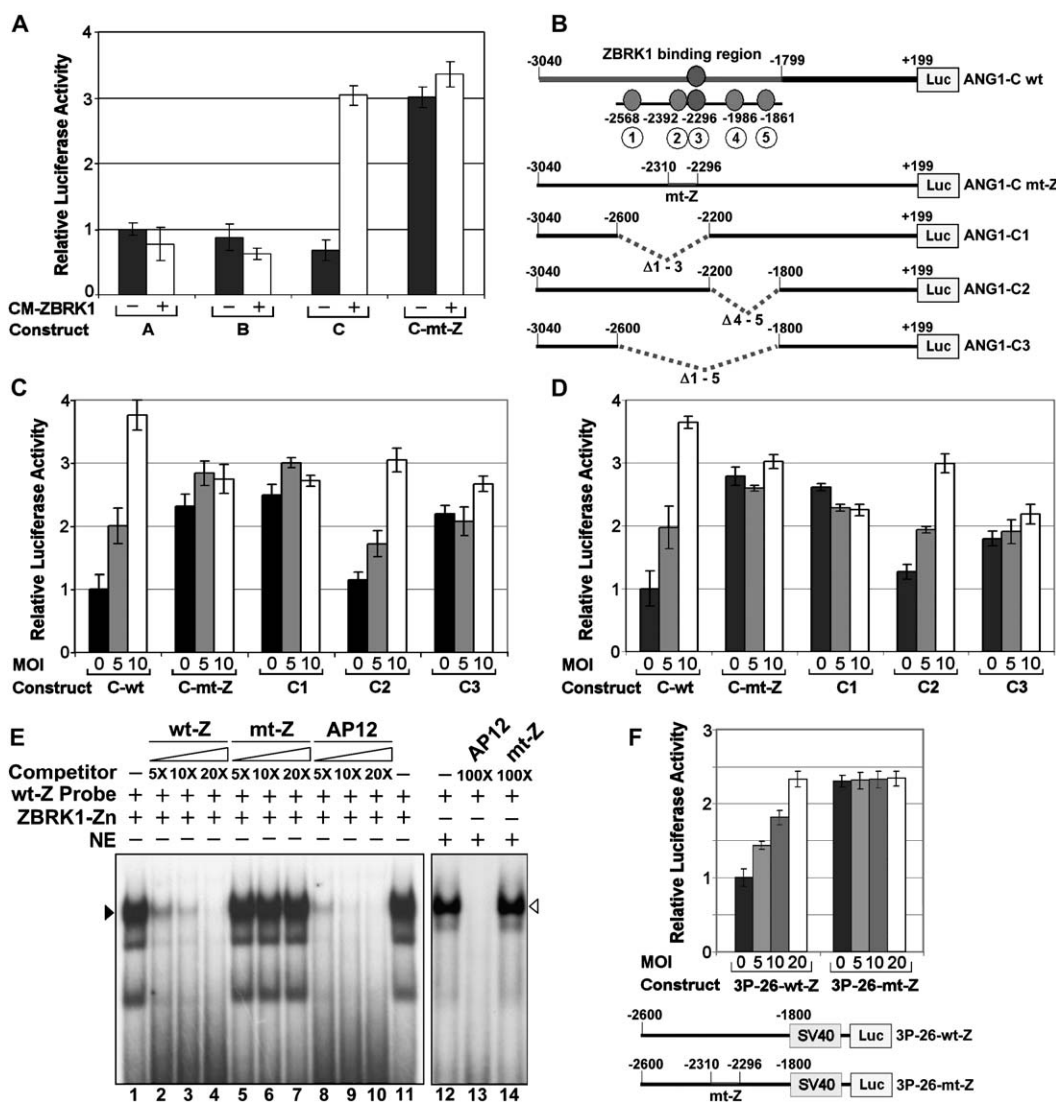 A
Relative Luciferase Activity
4
3
2
1
0
CM-ZBRK1 − + − + − + − +
Construct A B C C-mt-Z
B
ZBRK1 binding region
-3040 -1799 +199
Luc ANG1-C wt
-2568 -2392 -2296 -1986 -1861
1 2 3 4 5
-3040 -2310 -2296 +199
mt-Z
Luc ANG1-C mt-Z
-3040 -2600 -2200 +199
Δ1 - 3
Luc ANG1-C1
-3040 -2200 -1800 +199
Δ4 - 5
Luc ANG1-C2
-3040 -2600 -1800 +199
Δ1 - 5
Luc ANG1-C3
C
Relative Luciferase Activity
4
3
2
1
0
MOI 0 5 10 0 5 10 0 5 10 0 5 10 0 5 10
Construct C-wt C-mt-Z C1 C2 C3
D
Relative Luciferase Activity
4
3
2
1
0
MOI 0 5 10 0 5 10 0 5 10 0 5 10 0 5 10
Construct C-wt C-mt-Z C1 C2 C3
E
wt-Z mt-Z AP12 AP12 mt-Z
Competitor − 5X 10X 20X 5X 10X 20X 5X 10X 20X − − 100X 100X
wt-Z Probe + + + + + + + + + + + + + +
ZBRK1-Zn + + + + + + + + + + + − − −
NE − − − − − − − − − − − + + +
1 2 3 4 5 6 7 8 9 10 11 12 13 14
F
Relative Luciferase Activity
3
2
1
0
MOI 0 5 10 20 0 5 10 20
Construct 3P-26-wt-Z 3P-26-mt-Z
-2600 -1800
SV40 Luc 3P-26-wt-Z
-2600 -2310 -2296 -1800
mt-Z
SV40 Luc 3P-26-mt-Z